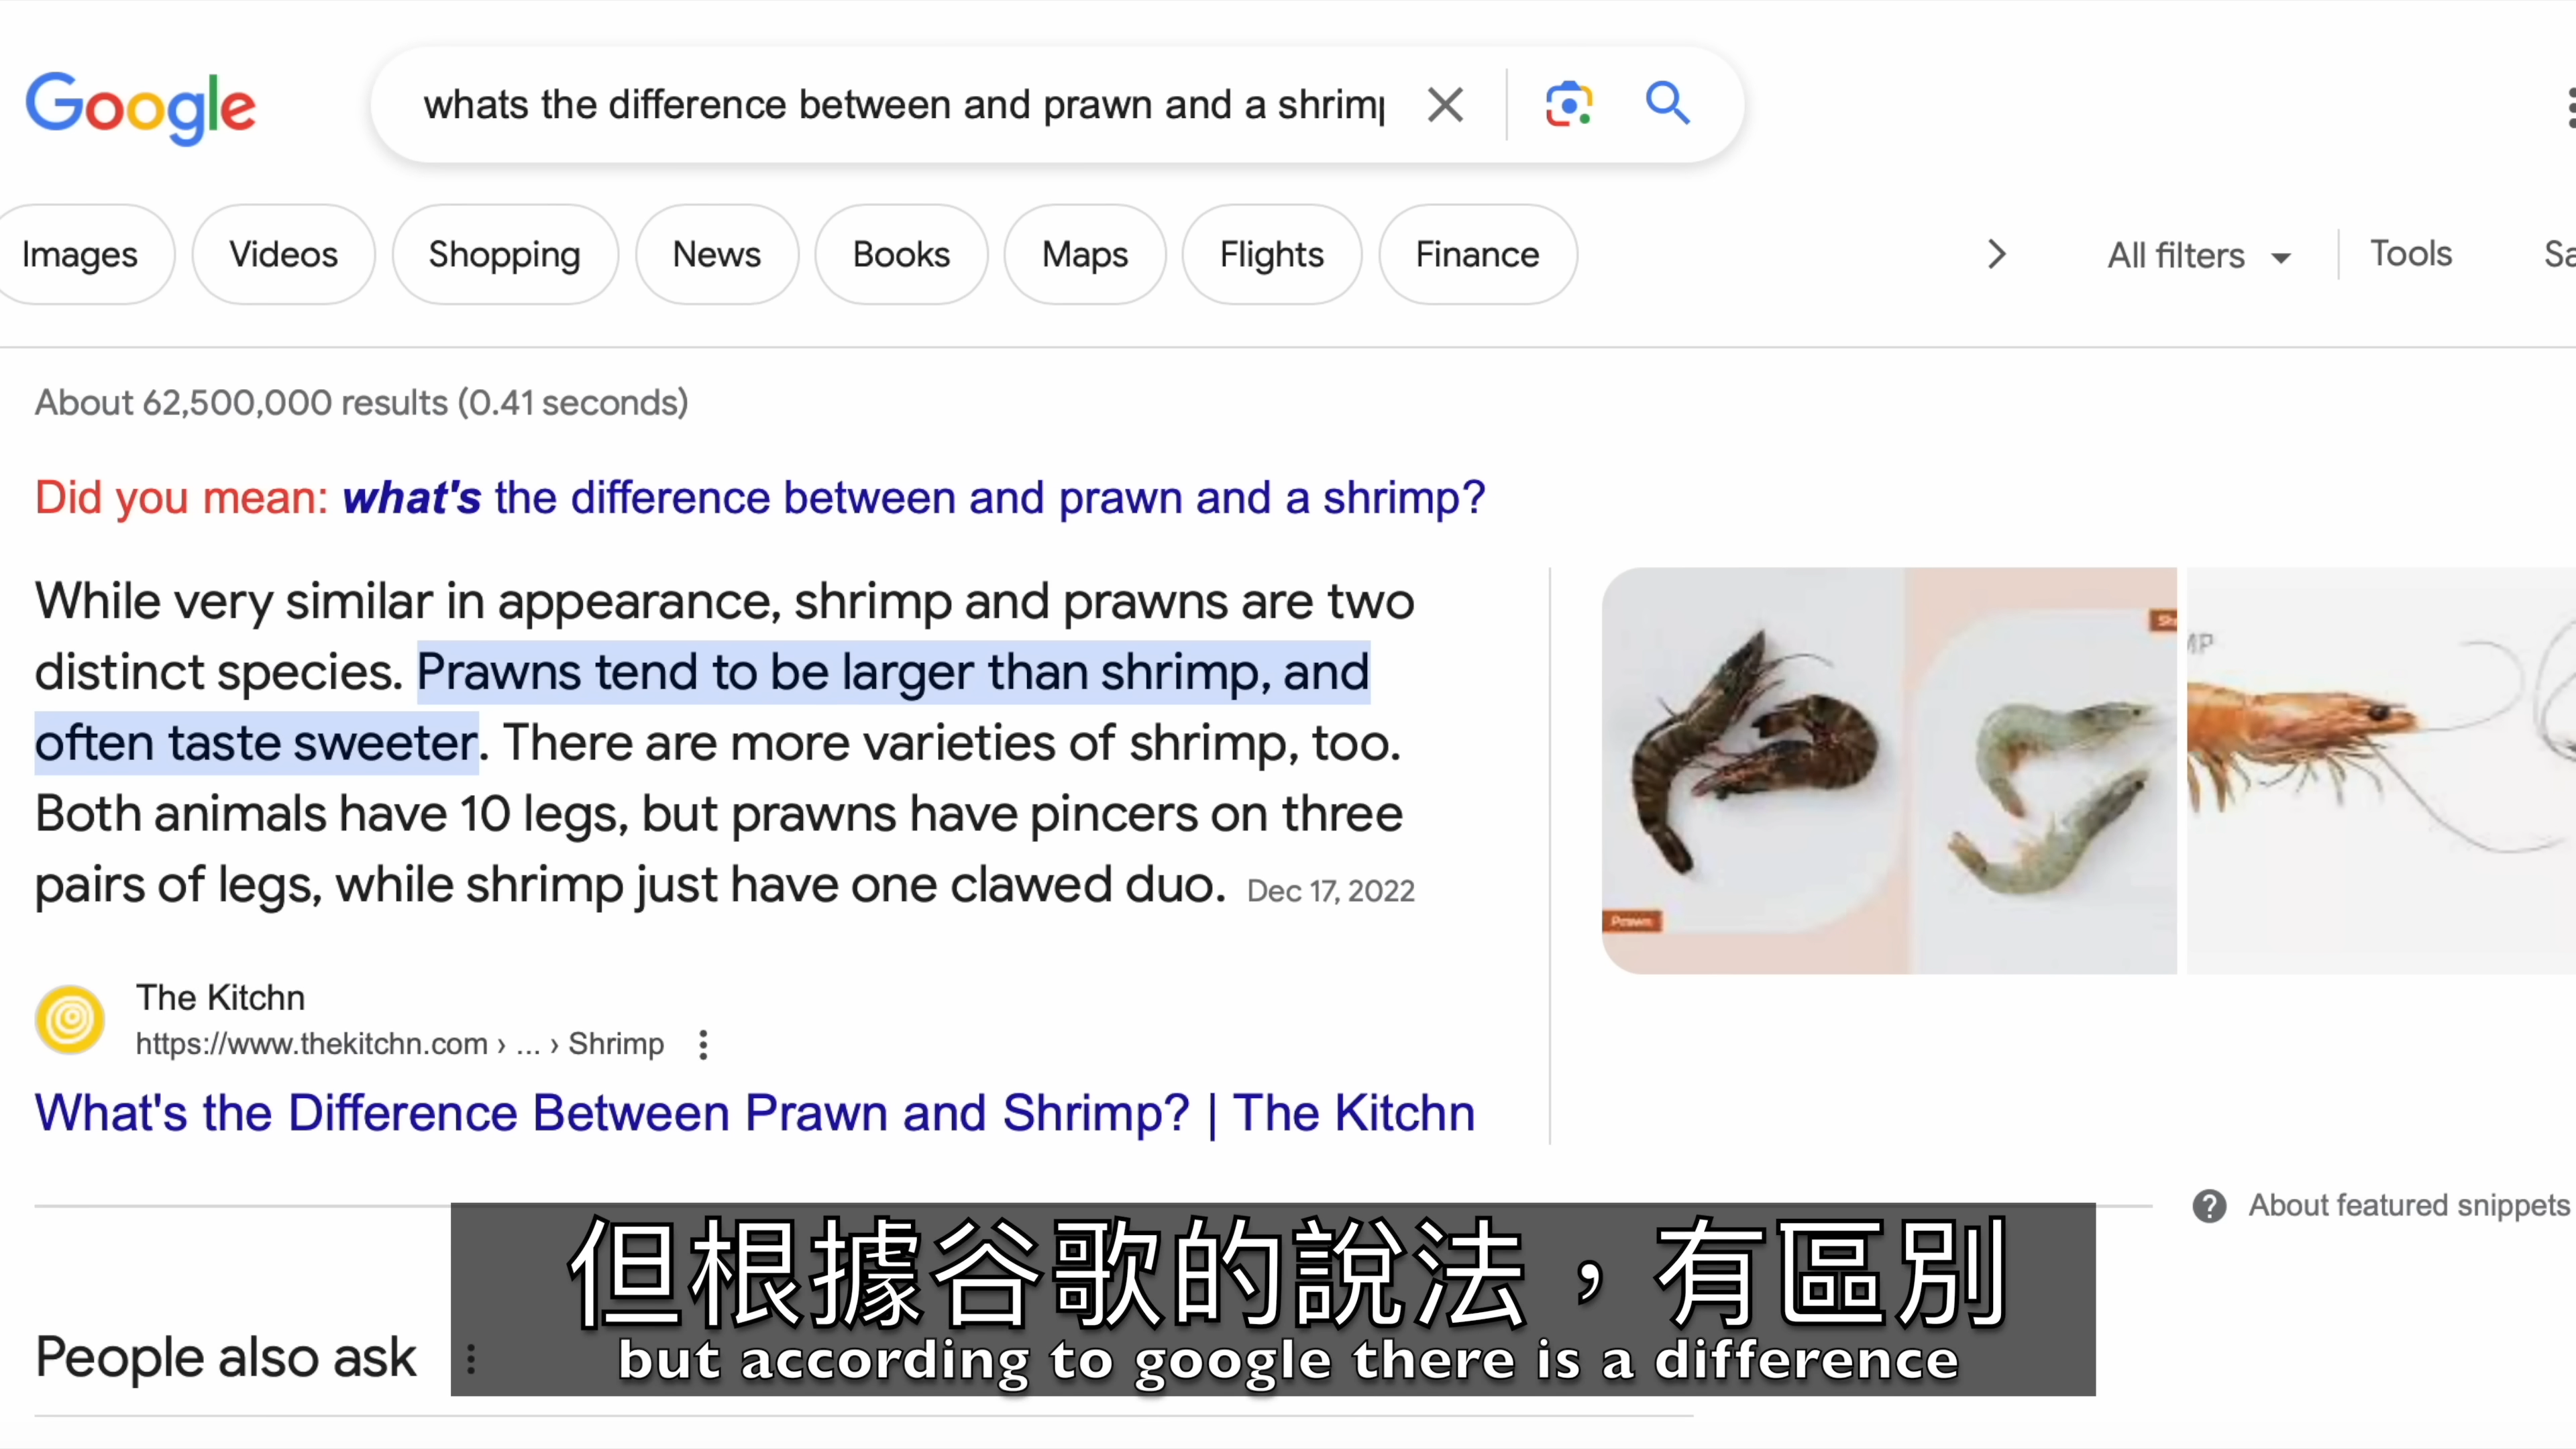 Google
whats the difference between and prawn and a shrimp
Images
Videos
Shopping
News
Books
Maps
Flights
Finance
All filters
Tools
About 62,500,000 results (0.41 seconds)
Did you mean: what's the difference between and prawn and a shrimp?
While very similar in appearance, shrimp and prawns are two
distinct species. Prawns tend to be larger than shrimp, and
often taste sweeter. There are more varieties of shrimp, too.
Both animals have 10 legs, but prawns have pincers on three
pairs of legs, while shrimp just have one clawed duo. Dec 17, 2022
Prawn
The Kitchn
https://www.thekitchn.com › ... › Shrimp
What's the Difference Between Prawn and Shrimp? | The Kitchn
About featured snippets
People also ask
但根據谷歌的說法，有區別
but according to google there is a difference